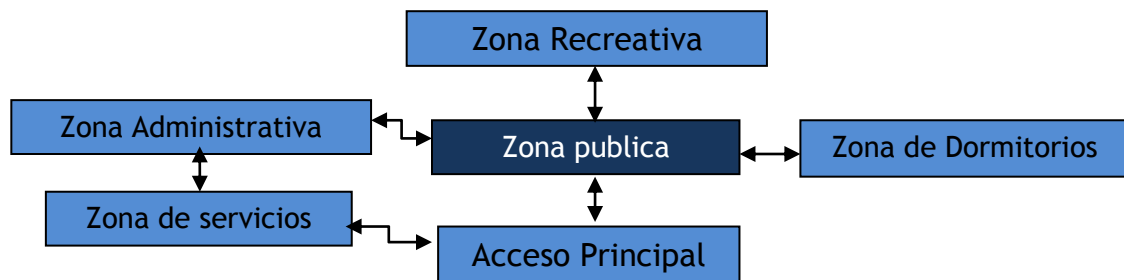 Zona Recreativa
Zona Administrativa
Zona publica
Zona de Dormitorios
Zona de servicios
Acceso Principal